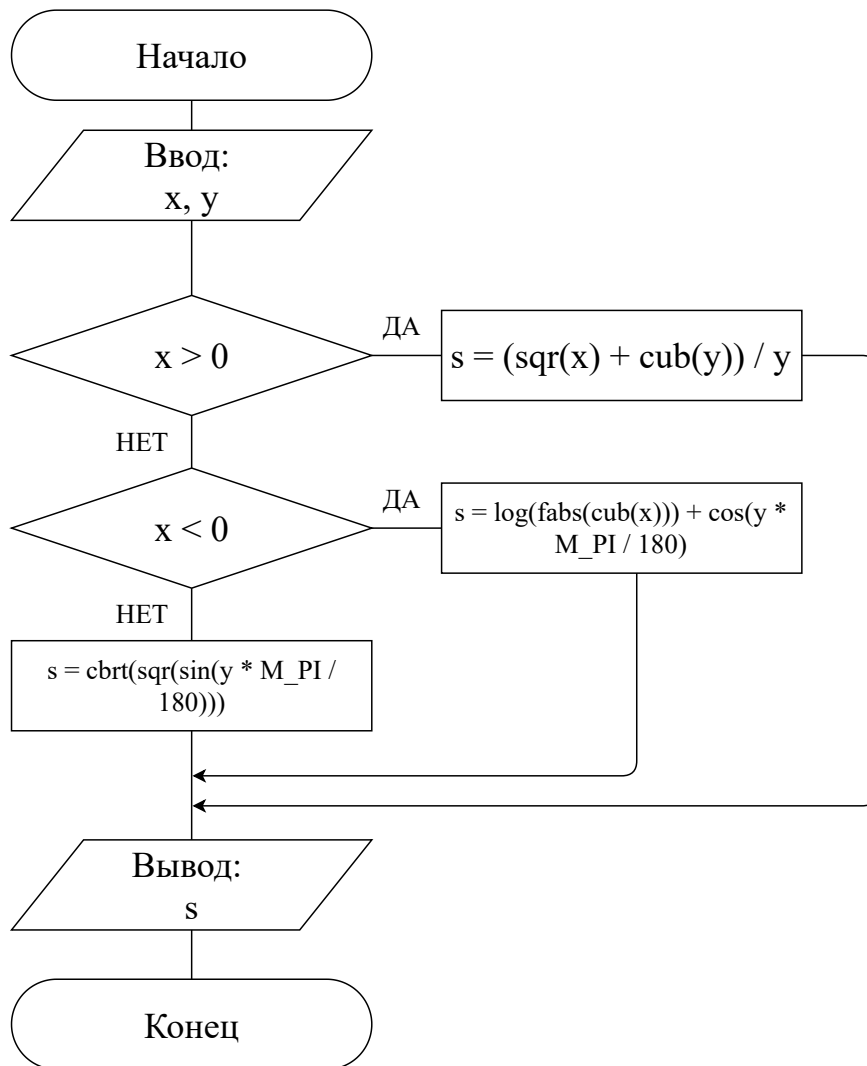 Начало
Ввод:
x, y
x > 0
ДА
s = (sqr(x) + cub(y)) / y
НЕТ
x < 0
ДА
s = log(fabs(cub(x))) + cos(y *
M_PI / 180)
НЕТ
s = cbrt(sqr(sin(y * M_PI /
180)))
Вывод:
s
Конец